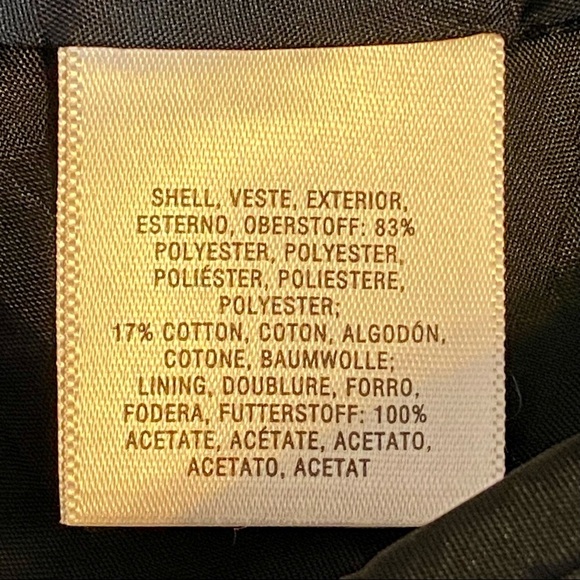 SHELL, VESTE, EXTERIOR,
ESTERNO, OBERSTOFF: 83%
POLYESTER, POLYESTER,
POLIÉSTER, POLIESTERE,
POLYESTER;
17% COTTON, COTON, ALGODÓN,
COTONE, BAUMWOLLE;
LINING, DOUBLURE, FORRO,
FODERA, FUTTERSTOFF: 100%
ACETATE, ACÉTATE, ACETATO,
ACETATO, ACETAT